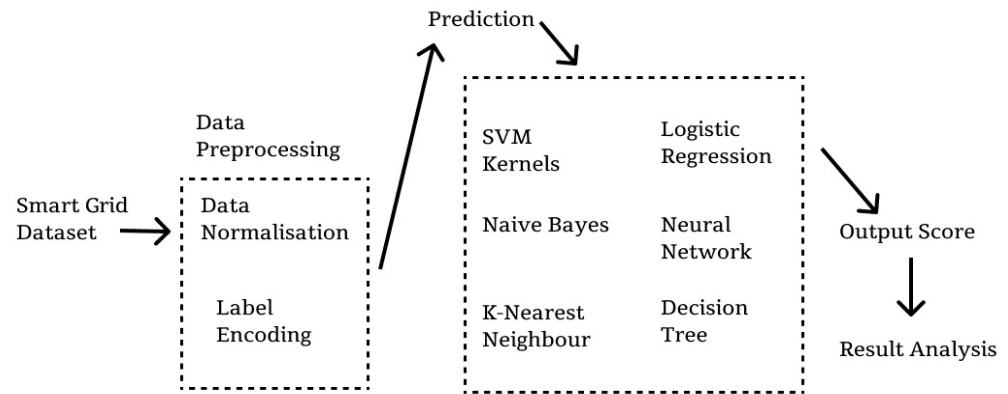 Prediction
Data
Preprocessing
Smart Grid
Dataset
Data
Normalisation
Label
Encoding
SVM
Kernels
Logistic
Regression
Naive Bayes
Neural
Network
K-Nearest
Neighbour
Decision
Tree
Output Score
Result Analysis